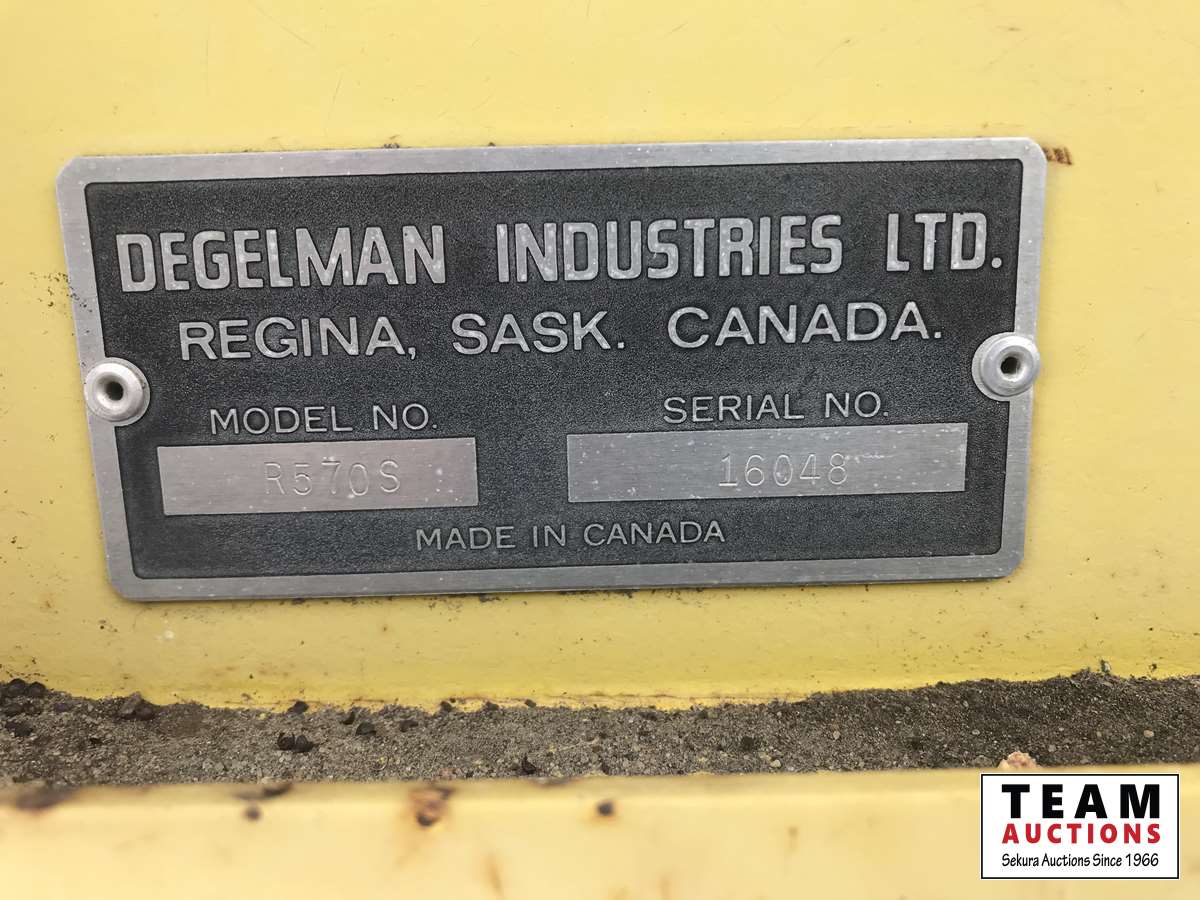 DEGELMAN INDUSTRIES LTD.
REGINA, SASK. CANADA.
MODEL NO. SERIAL NO.
R570S 16048
MADE IN CANADA
TEAM
AUCTIONS
Sekura Auctions Since 1966